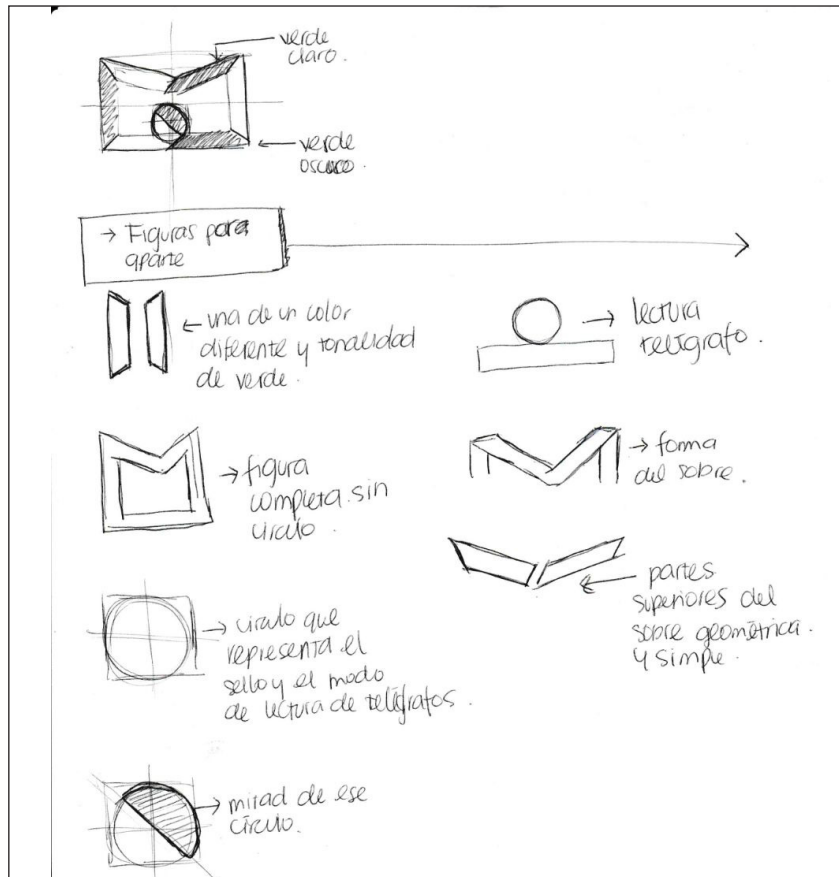 verde
claro.
verde
oscuro.
→ Figuras para
aparte
← una de un color
diferente y tonalidad
de verde.
→ lectura
telégrafo.
→ figura
completa sin
círculo.
→ forma
del sobre.
← partes
superiores del
sobre geométrica
y simple.
→ círculo que
representa el
sello y el modo
de lectura de telégrafos.
→ mitad de ese
círculo.